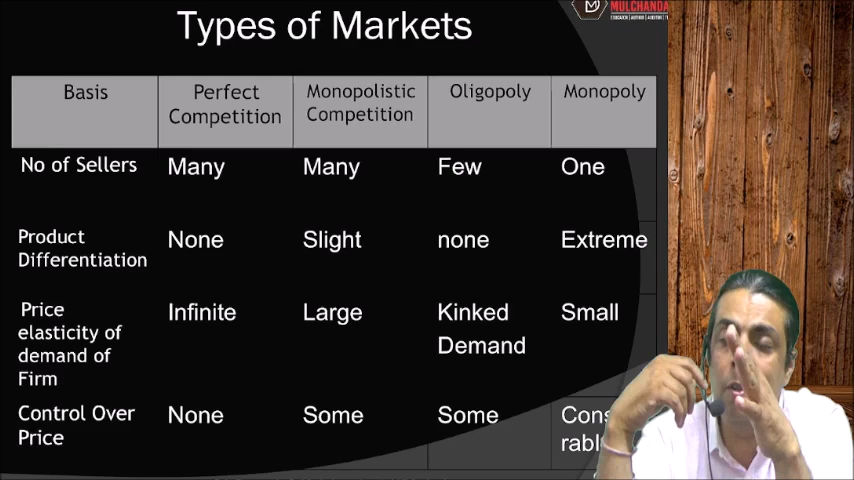 Types of Markets
MULCHANDA
Basis
Perfect
Competition
Monopolistic
Competition
Oligopoly
Monopoly
No of Sellers
Many
Many
Few
One
Product
Differentiation
None
Slight
none
Extreme
Price
elasticity of
demand of
Firm
Infinite
Large
Kinked
Demand
Small
Control Over
Price
None
Some
Some
Cons
rabl